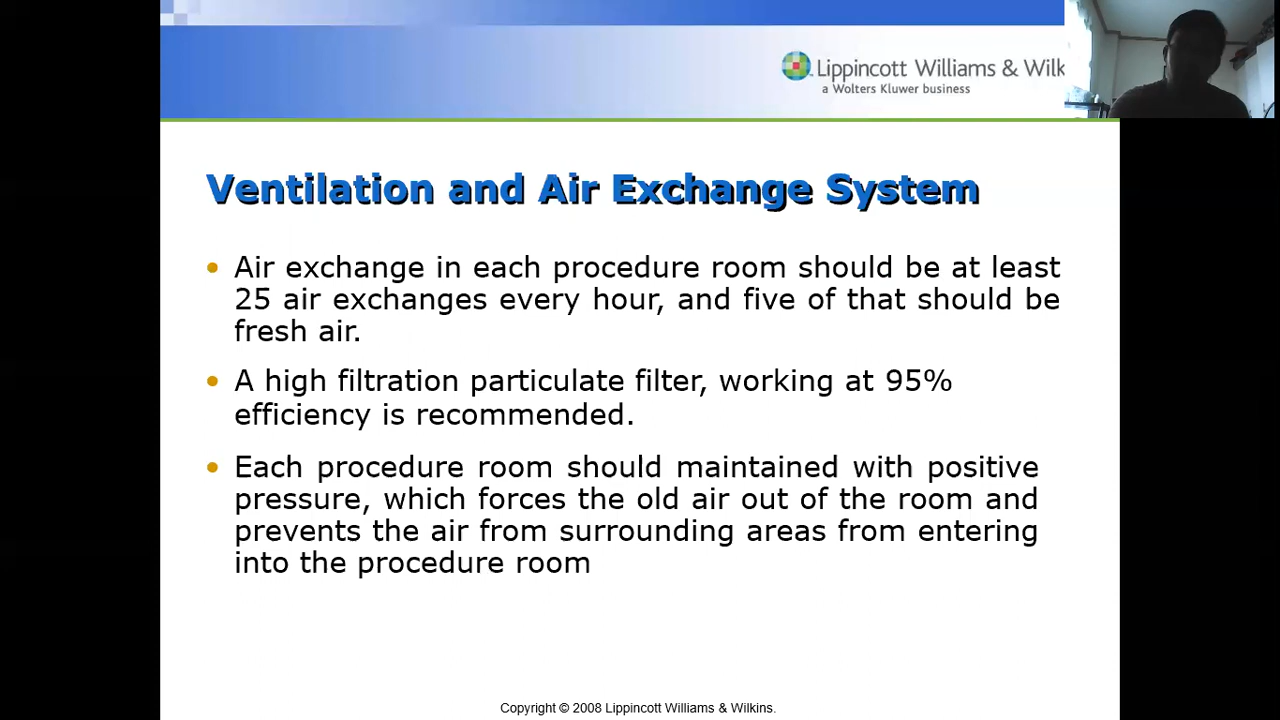 Lippincott Williams & Wilk
a Wolters Kluwer business
Ventilation and Air Exchange System
• Air exchange in each procedure room should be at least
25 air exchanges every hour, and five of that should be
fresh air.
• A high filtration particulate filter, working at 95%
efficiency is recommended.
• Each procedure room should maintained with positive
pressure, which forces the old air out of the room and
prevents the air from surrounding areas from entering
into the procedure room
Copyright © 2008 Lippincott Williams & Wilkins.